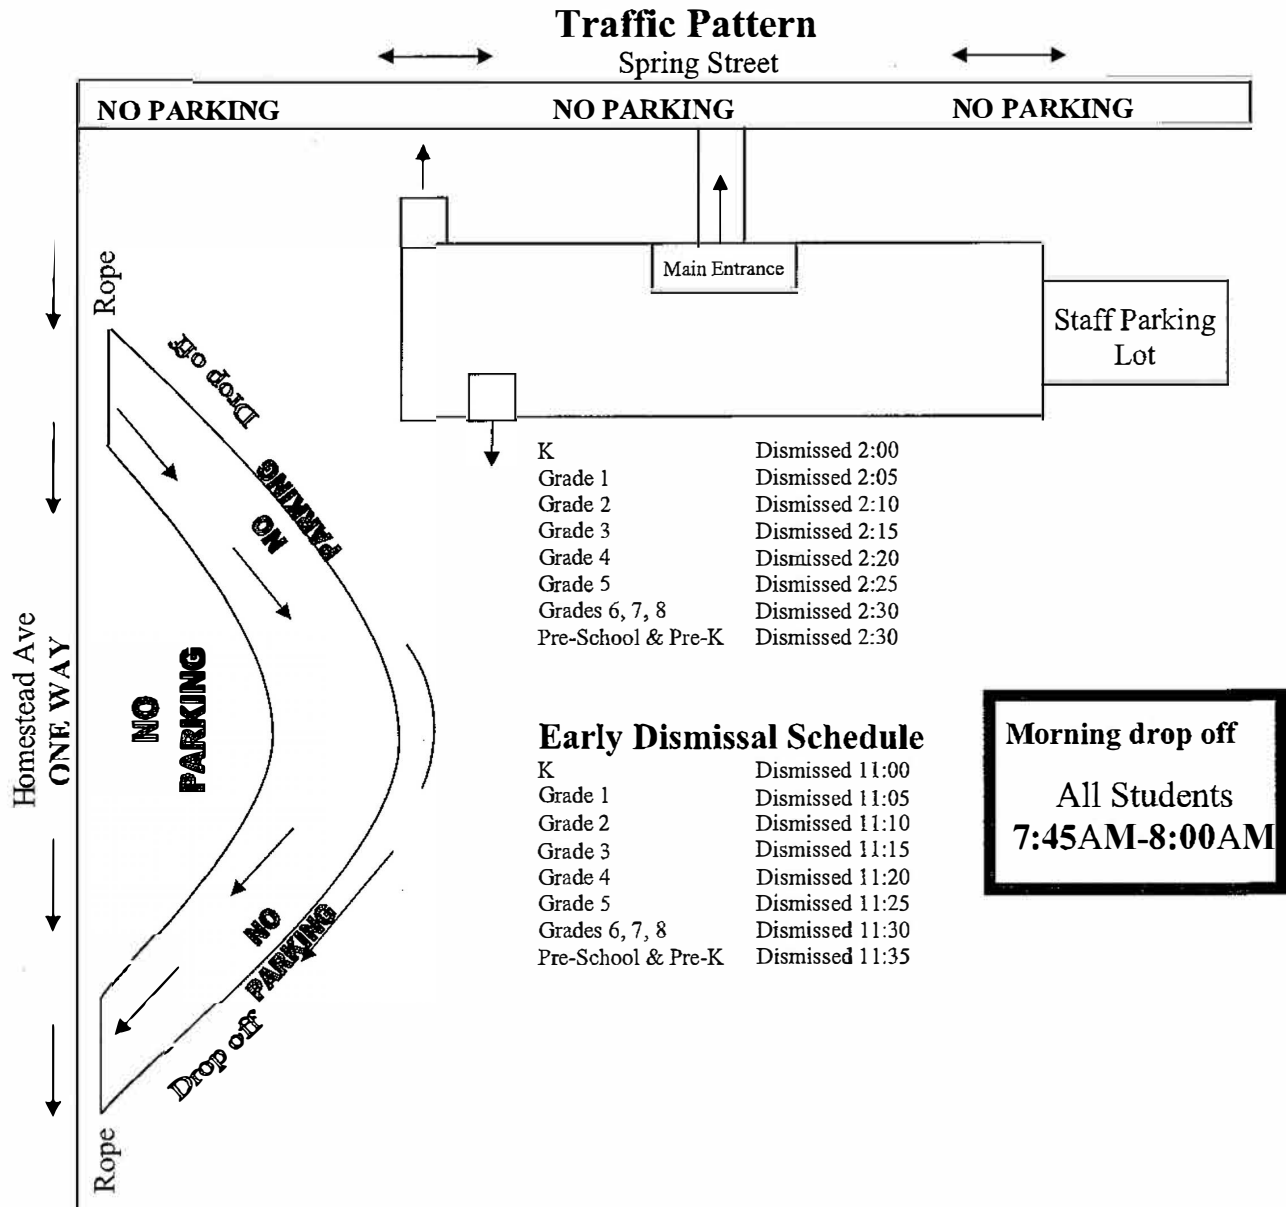 Traffic Pattern
Spring Street
NO PARKING NO PARKING NO PARKING
Main Entrance
Staff Parking
Lot
Rope
Drop off
NO
PARKING
Homestead Ave
ONE WAY
NO
PARKING
NO
PARKING
Drop off
Rope
K Dismissed 2:00
Grade 1 Dismissed 2:05
Grade 2 Dismissed 2:10
Grade 3 Dismissed 2:15
Grade 4 Dismissed 2:20
Grade 5 Dismissed 2:25
Grades 6, 7, 8 Dismissed 2:30
Pre-School & Pre-K Dismissed 2:30
Early Dismissal Schedule
K Dismissed 11:00
Grade 1 Dismissed 11:05
Grade 2 Dismissed 11:10
Grade 3 Dismissed 11:15
Grade 4 Dismissed 11:20
Grade 5 Dismissed 11:25
Grades 6, 7, 8 Dismissed 11:30
Pre-School & Pre-K Dismissed 11:35
Morning drop off
All Students
7:45AM-8:00AM